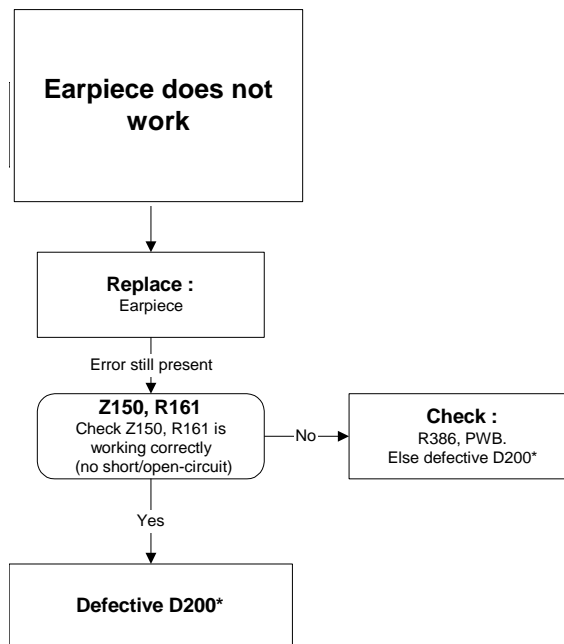 Earpiece does not
work
Replace :
Earpiece
Error still present
Z150, R161
Check Z150, R161 is
working correctly
(no short/open-circuit)
No
Check :
R386, PWB.
Else defective D200*
Yes
Defective D200*